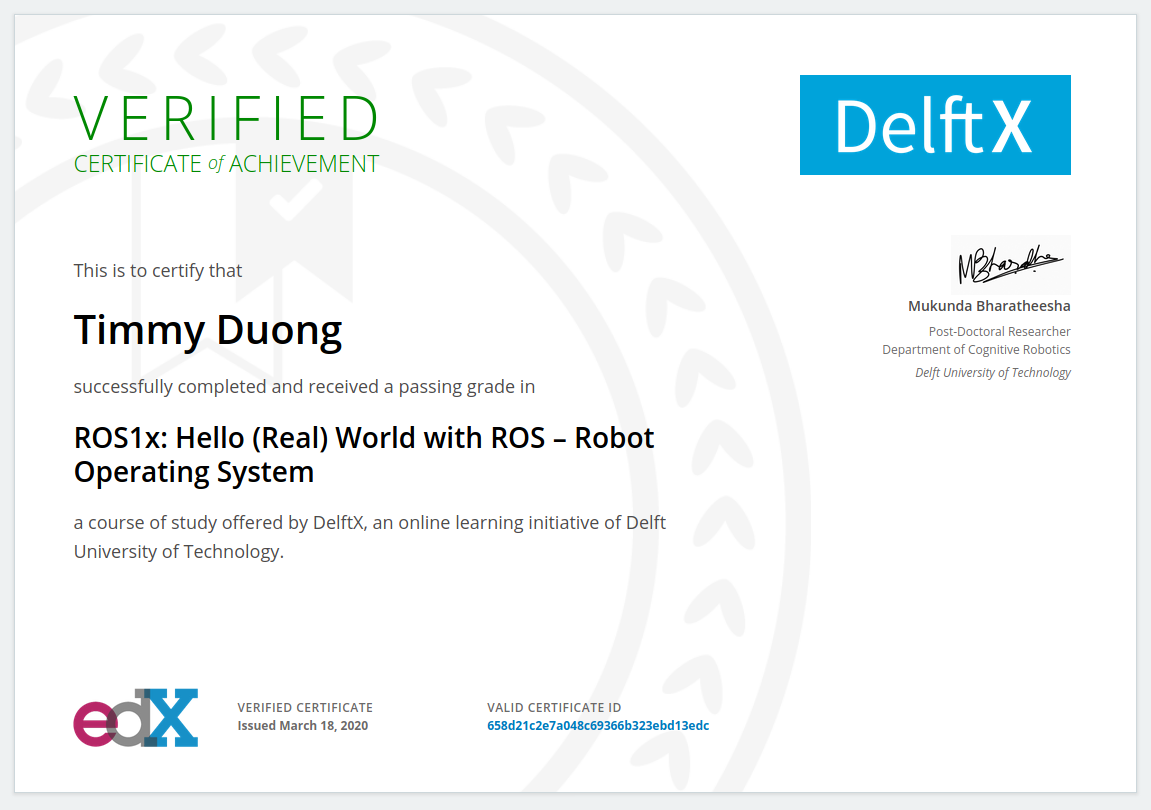 VERIFIED
CERTIFICATE of ACHIEVEMENT
DelftX
This is to certify that
Timmy Duong
successfully completed and received a passing grade in
ROS1x: Hello (Real) World with ROS – Robot
Operating System
a course of study offered by DelftX, an online learning initiative of Delft
University of Technology.
MBharathee
Mukunda Bharatheesha
Post-Doctoral Researcher
Department of Cognitive Robotics
Delft University of Technology
edX
VERIFIED CERTIFICATE
Issued March 18, 2020
VALID CERTIFICATE ID
658d21c2e7a048c69366b323ebd13edc